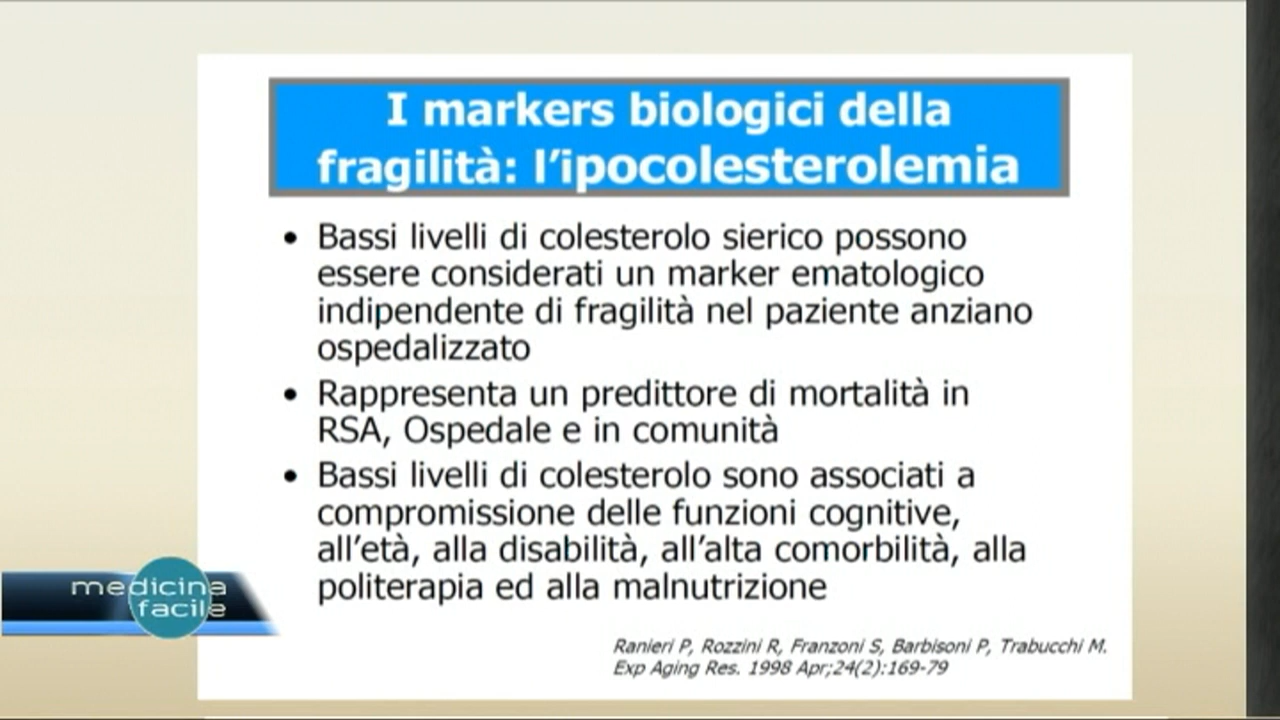 I markers biologici della
fragilità: l'ipocolesterolemia
• Bassi livelli di colesterolo sierico possono
essere considerati un marker ematologico
indipendente di fragilità nel paziente anziano
ospedalizzato
• Rappresenta un predittore di mortalità in
RSA, Ospedale e in comunità
• Bassi livelli di colesterolo sono associati a
compromissione delle funzioni cognitive,
all'età, alla disabilità, all'alta comorbilità, alla
politerapia ed alla malnutrizione
Ranieri P, Rozzini R, Franzoni S, Barbisoni P, Trabucchi M.
Exp Aging Res. 1998 Apr;24(2):169-79
medicina
facile